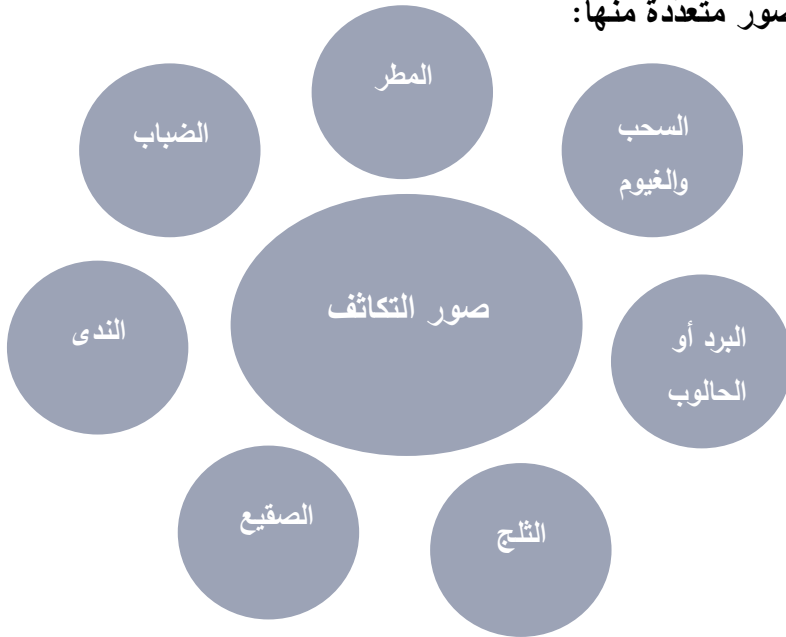 صور متعددة منها:
المطر
السحب
والغيوم
الضباب
صور التكاثف
البرد أو
الحالوب
الندى
الثلج
الصقيع